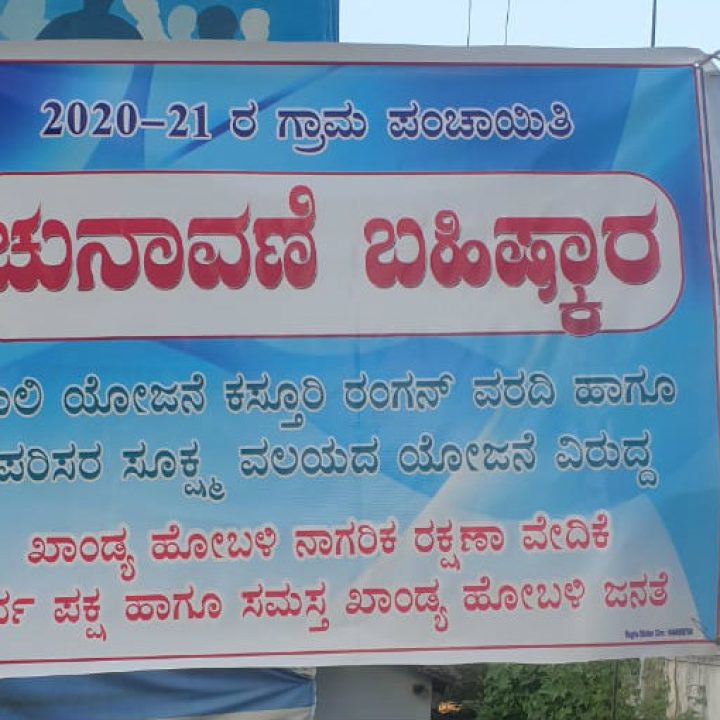 2020-21 ರ ಗ್ರಾಮ ಪಂಚಾಯಿತಿ
ಚುನಾವಣೆ ಬಹಿಷ್ಕಾರ
ಯೋಜನೆ ಕಸ್ತೂರಿ ರಂಗನ್ ವರದಿ ಹಾಗೂ
ಪರಿಸರ ಸೂಕ್ಷ್ಮ ವಲಯದ ಯೋಜನೆ ವಿರುದ್ದ
ಖಾಂಡ್ಯ ಹೋಬಳಿ ನಾಗರಿಕ ರಕ್ಷಣಾ ವೇದಿಕೆ
ಪಕ್ಷ ಹಾಗೂ ಸಮಸ್ತ ಖಾಂಡ್ಯ ಹೋಬಳಿ ಜನತೆ